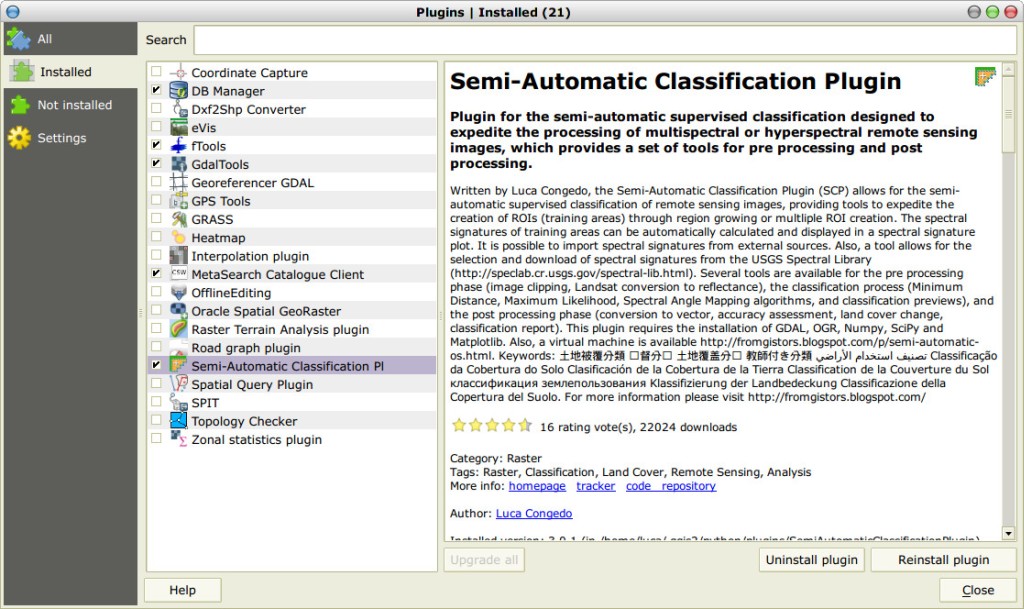 Plugins | Installed (21)
All
Installed
Not installed
Settings
Search
Coordinate Capture
DB Manager
Dxf2Shp Converter
eVis
fTools
GdalTools
Georeferencer GDAL
GPS Tools
GRASS
Heatmap
Interpolation plugin
CSW
MetaSearch Catalogue Client
OfflineEditing
Oracle Spatial GeoRaster
Raster Terrain Analysis plugin
Road graph plugin
Semi-Automatic Classification Pl
Spatial Query Plugin
SPIT
Topology Checker
Zonal statistics plugin
Semi-Automatic Classification Plugin
Plugin for the semi-automatic supervised classification designed to
expedite the processing of multispectral or hyperspectral remote sensing
images, which provides a set of tools for pre processing and post
processing.
Written by Luca Congedo, the Semi-Automatic Classification Plugin (SCP) allows for the semi-
automatic supervised classification of remote sensing images, providing tools to expedite the
creation of ROIs (training areas) through region growing or multliple ROI creation. The spectral
signatures of training areas can be automatically calculated and displayed in a spectral signature
plot. It is possible to import spectral signatures from external sources. Also, a tool allows for the
selection and download of spectral signatures from the USGS Spectral Library
(http://speclab.cr.usgs.gov/spectral-lib.html). Several tools are available for the pre processing
phase (image clipping, Landsat conversion to reflectance), the classification process (Minimum
Distance, Maximum Likelihood, Spectral Angle Mapping algorithms, and classification previews), and
the post processing phase (conversion to vector, accuracy assessment, land cover change,
classification report). This plugin requires the installation of GDAL, OGR, Numpy, SciPy and
Matplotlib. Also, a virtual machine is available http://fromgistors.blogspot.com/p/semi-automatic-
os.html. Keywords: 土地被覆分類 □督分□ 土地覆盖分□ 教師付き分類 تصنيف استخدام الأراضي Classificação
da Cobertura do Solo Clasificación de la Cobertura de la Tierra Classification de la Couverture du Sol
классификация землепользования Klassifizierung der Landbedeckung Classificazione della
Copertura del Suolo. For more information please visit http://fromgistors.blogspot.com/
16 rating vote(s), 22024 downloads
Category: Raster
Tags: Raster, Classification, Land Cover, Remote Sensing, Analysis
More info: homepage tracker code_repository
Author: Luca Congedo
Installed version: 3.0.1 (in /home/luca/.qgis2/python/plugins/SemiAutomaticClassificationPlugin)
Upgrade all
Uninstall plugin
Reinstall plugin
Help
Close